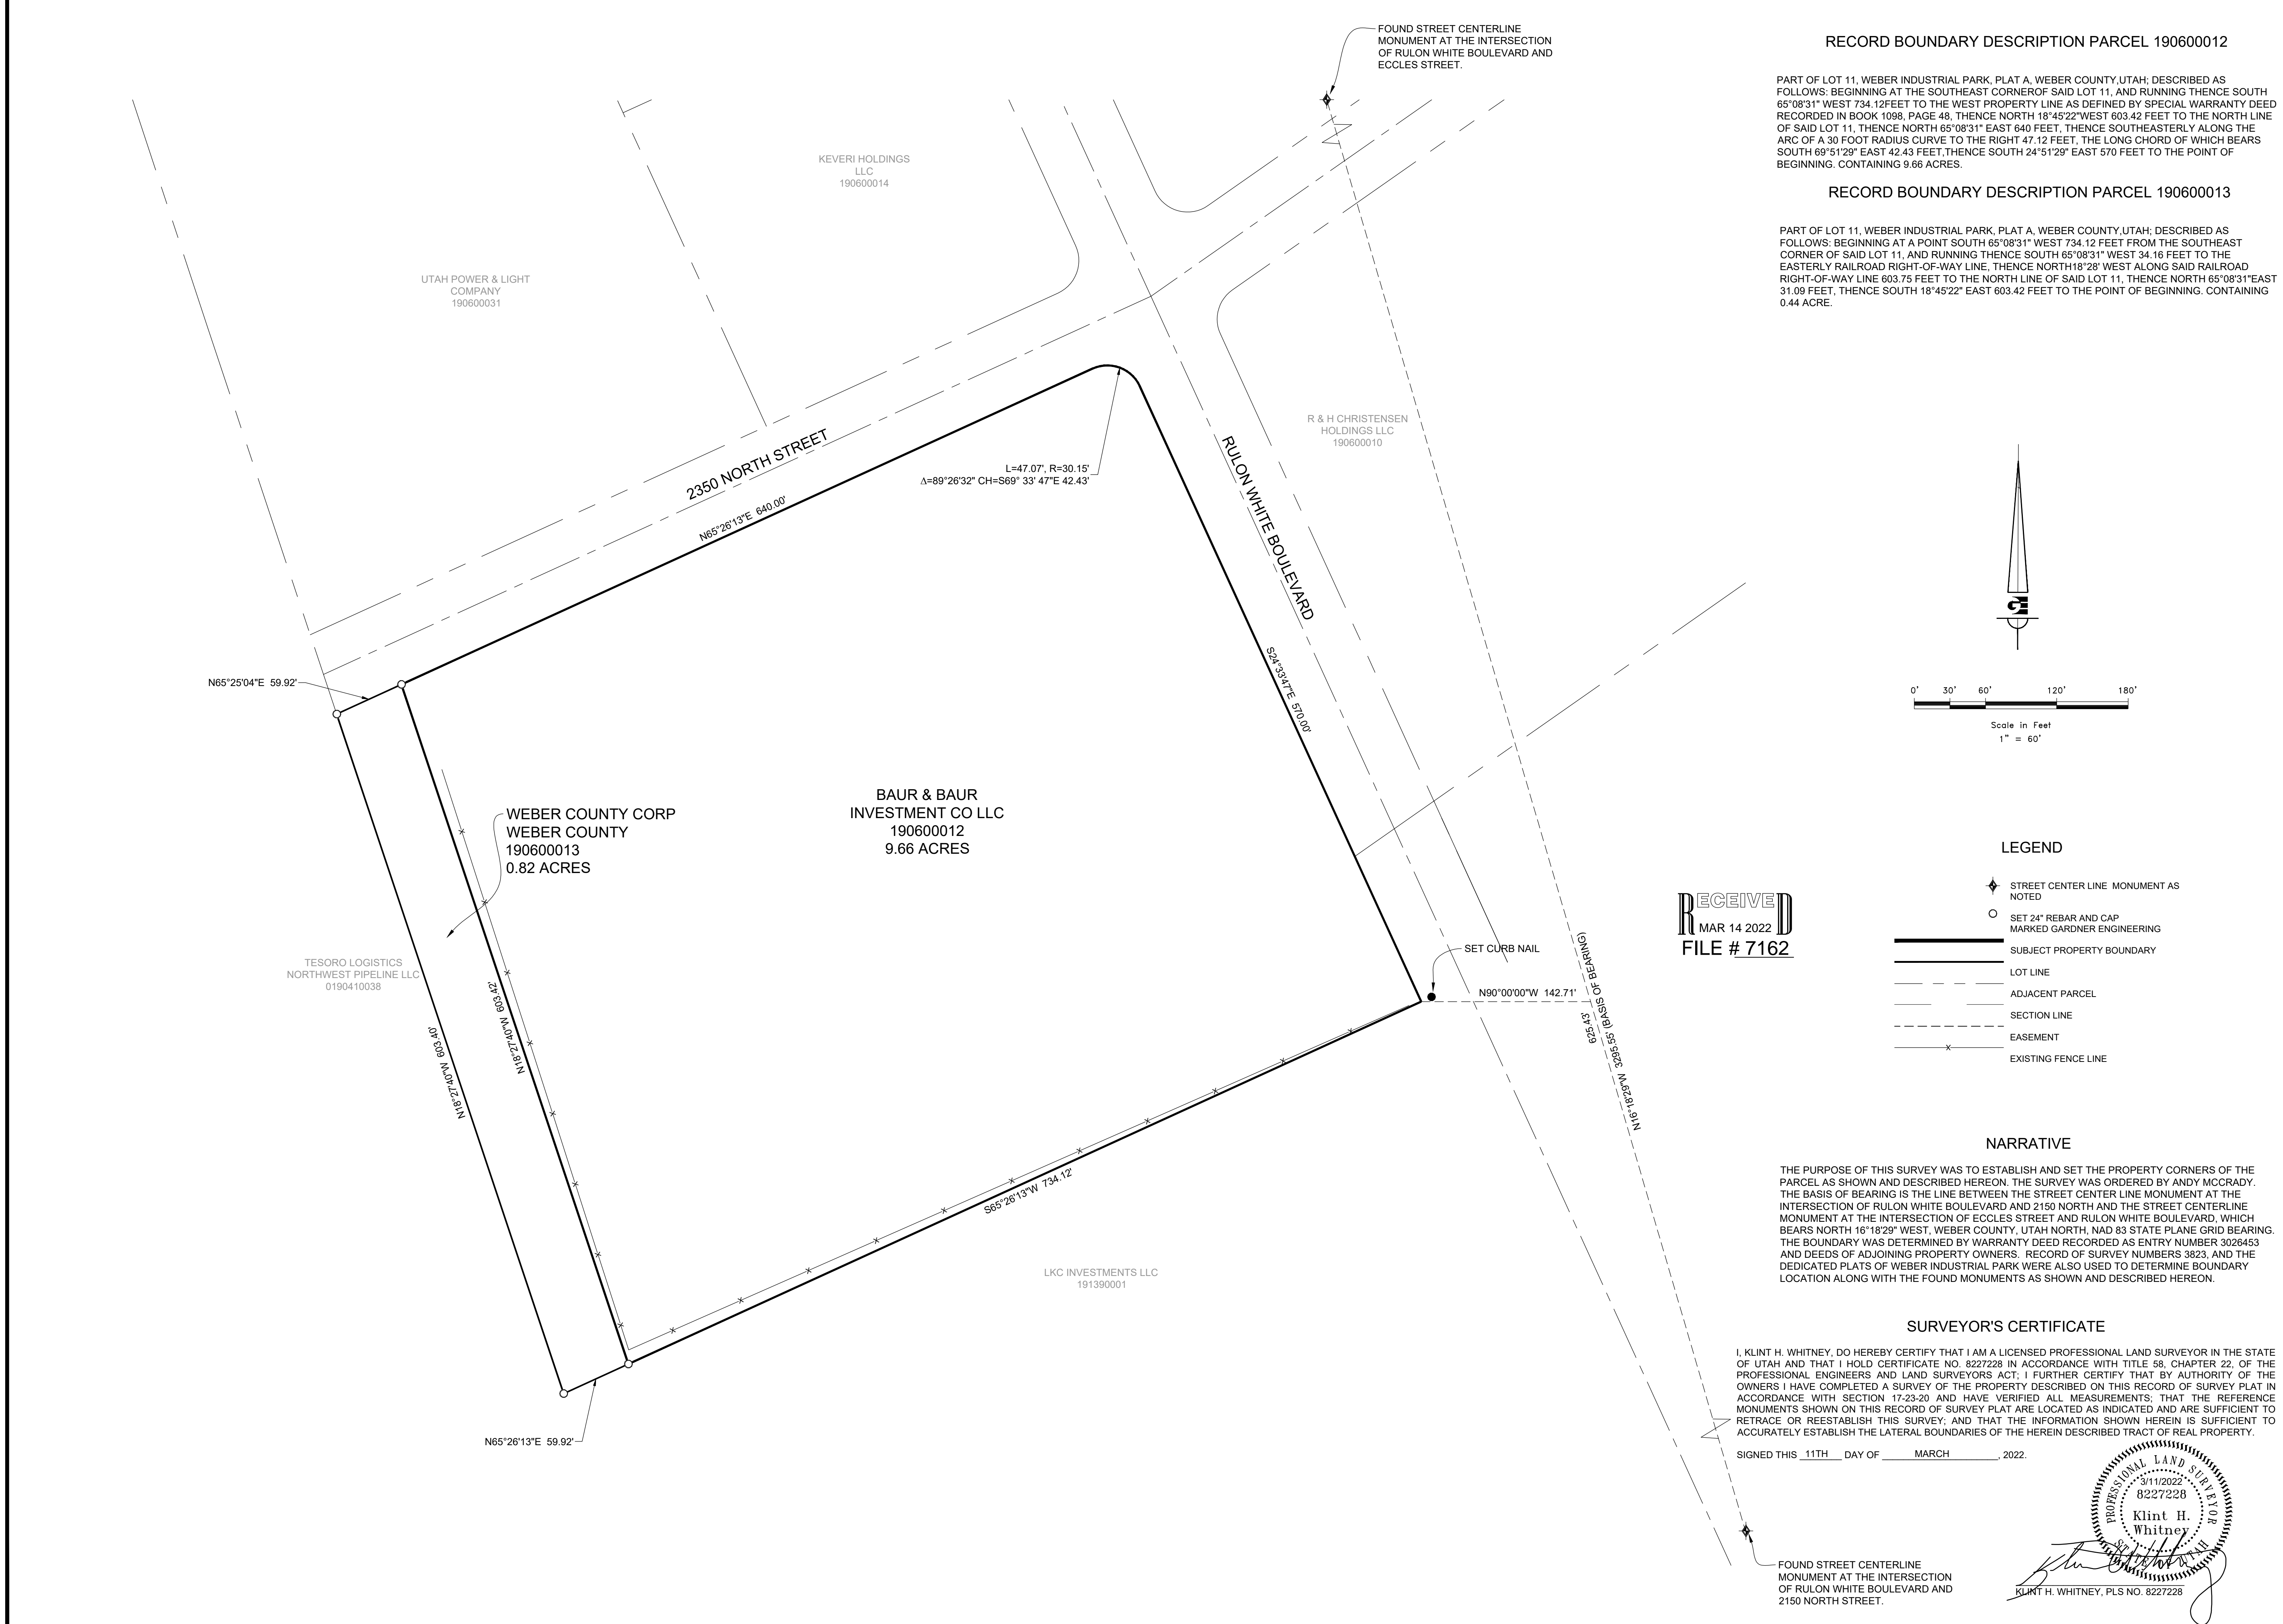 FOUND STREET CENTERLINE
MONUMENT AT THE INTERSECTION
OF RULON WHITE BOULEVARD AND
ECCLES STREET.
RECORD BOUNDARY DESCRIPTION PARCEL 190600012
PART OF LOT 11, WEBER INDUSTRIAL PARK, PLAT A, WEBER COUNTY,UTAH; DESCRIBED AS
FOLLOWS: BEGINNING AT THE SOUTHEAST CORNEROF SAID LOT 11, AND RUNNING THENCE SOUTH
65°08'31" WEST 734.12FEET TO THE WEST PROPERTY LINE AS DEFINED BY SPECIAL WARRANTY DEED
RECORDED IN BOOK 1098, PAGE 48, THENCE NORTH 18°45'22"WEST 603.42 FEET TO THE NORTH LINE
OF SAID LOT 11, THENCE NORTH 65°08'31" EAST 640 FEET, THENCE SOUTHEASTERLY ALONG THE
ARC OF A 30 FOOT RADIUS CURVE TO THE RIGHT 47.12 FEET, THE LONG CHORD OF WHICH BEARS
SOUTH 69°51'29" EAST 42.43 FEET,THENCE SOUTH 24°51'29" EAST 570 FEET TO THE POINT OF
BEGINNING. CONTAINING 9.66 ACRES.
RECORD BOUNDARY DESCRIPTION PARCEL 190600013
PART OF LOT 11, WEBER INDUSTRIAL PARK, PLAT A, WEBER COUNTY,UTAH; DESCRIBED AS
FOLLOWS: BEGINNING AT A POINT SOUTH 65°08'31" WEST 734.12 FEET FROM THE SOUTHEAST
CORNER OF SAID LOT 11, AND RUNNING THENCE SOUTH 65°08'31" WEST 34.16 FEET TO THE
EASTERLY RAILROAD RIGHT-OF-WAY LINE, THENCE NORTH18°28' WEST ALONG SAID RAILROAD
RIGHT-OF-WAY LINE 603.75 FEET TO THE NORTH LINE OF SAID LOT 11, THENCE NORTH 65°08'31"EAST
31.09 FEET, THENCE SOUTH 18°45'22" EAST 603.42 FEET TO THE POINT OF BEGINNING. CONTAINING
0.44 ACRE.
KEVERI HOLDINGS
LLC
190600014
UTAH POWER & LIGHT
COMPANY
190600031
R & H CHRISTENSEN
HOLDINGS LLC
190600010
2350 NORTH STREET
N65°26'13"E 640.00'
L=47.07', R=30.15'
Δ=89°26'32" CH=S69° 33' 47"E 42.43'
RULON WHITE BOULEVARD
S24°33'47"E 570.00'
N65°25'04"E 59.92'
0' 30' 60' 120' 180'
Scale in Feet
1" = 60'
WEBER COUNTY CORP
WEBER COUNTY
190600013
0.82 ACRES
BAUR & BAUR
INVESTMENT CO LLC
190600012
9.66 ACRES
LEGEND
STREET CENTER LINE MONUMENT AS
NOTED
SET 24" REBAR AND CAP
MARKED GARDNER ENGINEERING
SUBJECT PROPERTY BOUNDARY
LOT LINE
ADJACENT PARCEL
SECTION LINE
EASEMENT
EXISTING FENCE LINE
RECEIVED
MAR 14 2022
FILE # 7162
SET CURB NAIL
TESORO LOGISTICS
NORTHWEST PIPELINE LLC
0190410038
N90°00'00"W 142.71'
625.43'
N16°18'29"W 3295.55' (BASIS OF BEARING)
N18°27'40"W 603.40'
N18°27'40"W 603.42'
S65°26'13"W 734.12'
LKC INVESTMENTS LLC
191390001
N65°26'13"E 59.92'
NARRATIVE
THE PURPOSE OF THIS SURVEY WAS TO ESTABLISH AND SET THE PROPERTY CORNERS OF THE
PARCEL AS SHOWN AND DESCRIBED HEREON. THE SURVEY WAS ORDERED BY ANDY MCCRADY.
THE BASIS OF BEARING IS THE LINE BETWEEN THE STREET CENTER LINE MONUMENT AT THE
INTERSECTION OF RULON WHITE BOULEVARD AND 2150 NORTH AND THE STREET CENTERLINE
MONUMENT AT THE INTERSECTION OF ECCLES STREET AND RULON WHITE BOULEVARD, WHICH
BEARS NORTH 16°18'29" WEST, WEBER COUNTY, UTAH NORTH, NAD 83 STATE PLANE GRID BEARING.
THE BOUNDARY WAS DETERMINED BY WARRANTY DEED RECORDED AS ENTRY NUMBER 3026453
AND DEEDS OF ADJOINING PROPERTY OWNERS. RECORD OF SURVEY NUMBERS 3823, AND THE
DEDICATED PLATS OF WEBER INDUSTRIAL PARK WERE ALSO USED TO DETERMINE BOUNDARY
LOCATION ALONG WITH THE FOUND MONUMENTS AS SHOWN AND DESCRIBED HEREON.
SURVEYOR'S CERTIFICATE
I, KLINT H. WHITNEY, DO HEREBY CERTIFY THAT I AM A LICENSED PROFESSIONAL LAND SURVEYOR IN THE STATE
OF UTAH AND THAT I HOLD CERTIFICATE NO. 8227228 IN ACCORDANCE WITH TITLE 58, CHAPTER 22, OF THE
PROFESSIONAL ENGINEERS AND LAND SURVEYORS ACT; I FURTHER CERTIFY THAT BY AUTHORITY OF THE
OWNERS I HAVE COMPLETED A SURVEY OF THE PROPERTY DESCRIBED ON THIS RECORD OF SURVEY PLAT IN
ACCORDANCE WITH SECTION 17-23-20 AND HAVE VERIFIED ALL MEASUREMENTS; THAT THE REFERENCE
MONUMENTS SHOWN ON THIS RECORD OF SURVEY PLAT ARE LOCATED AS INDICATED AND ARE SUFFICIENT TO
RETRACE OR REESTABLISH THIS SURVEY; AND THAT THE INFORMATION SHOWN HEREIN IS SUFFICIENT TO
ACCURATELY ESTABLISH THE LATERAL BOUNDARIES OF THE HEREIN DESCRIBED TRACT OF REAL PROPERTY.
SIGNED THIS 11TH DAY OF MARCH, 2022.
PROFESSIONAL LAND SURVEYOR
3/11/2022
8227228
Klint H.
Whitney
STATE OF UTAH
KLINT H. WHITNEY, PLS NO. 8227228
FOUND STREET CENTERLINE
MONUMENT AT THE INTERSECTION
OF RULON WHITE BOULEVARD AND
2150 NORTH STREET.